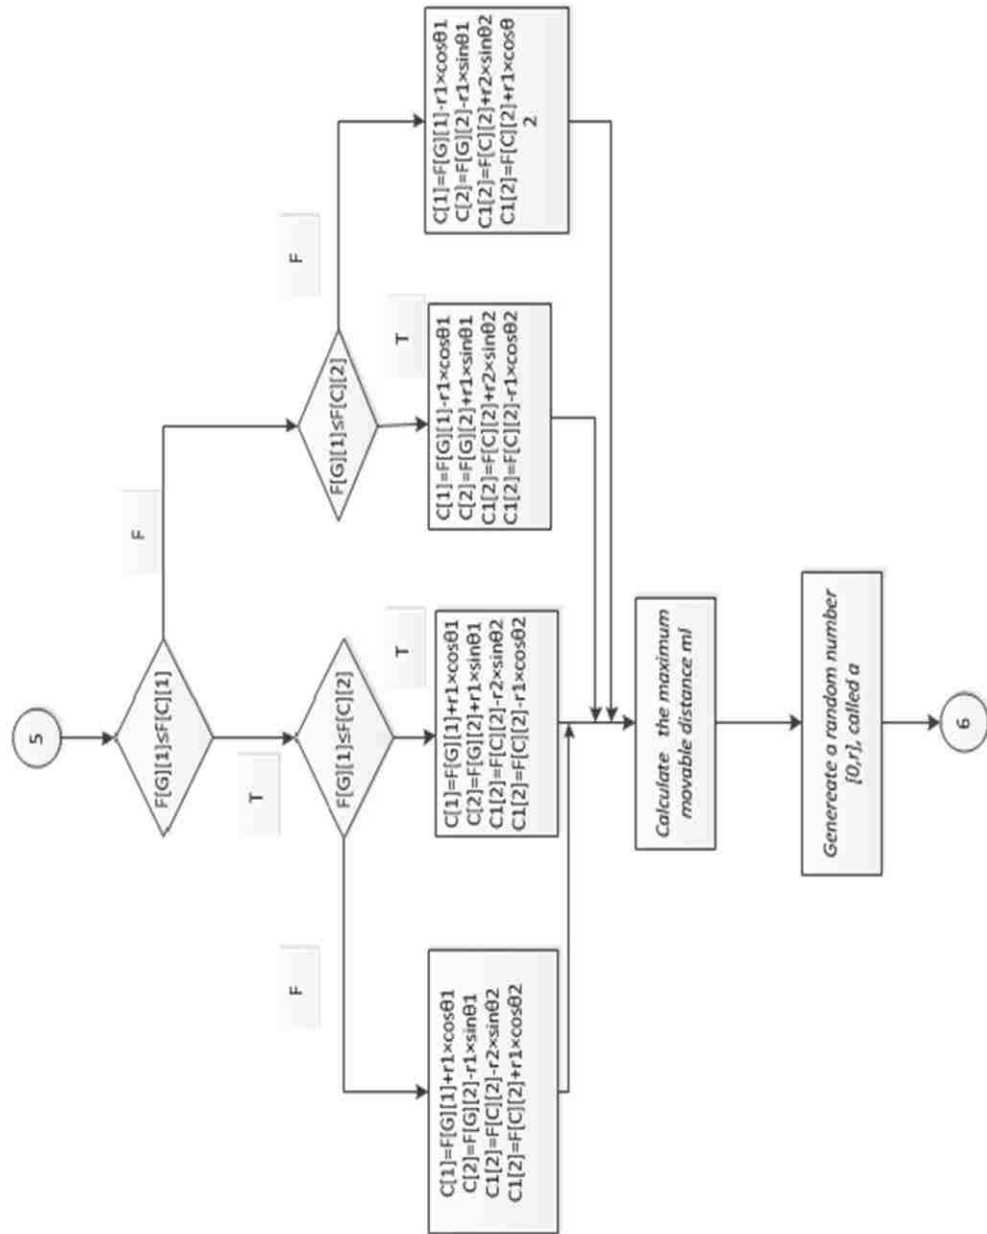 5
F[G][1]≤F[C][1]
T
F
F[G][1]≤F[C][2]
F[G][1]≤F[C][2]
F
T
T
F
C[1]=F[G][1]+r1×cosθ1
C[2]=F[G][2]-r1×sinθ1
C1[2]=F[C][2]-r2×sinθ2
C1[2]=F[C][2]+r1×cosθ2
C[1]=F[G][1]+r1×cosθ1
C[2]=F[G][2]+r1×sinθ1
C1[2]=F[C][2]-r2×sinθ2
C1[2]=F[C][2]-r1×cosθ2
C[1]=F[G][1]-r1×cosθ1
C[2]=F[G][2]+r1×sinθ1
C1[2]=F[C][2]+r2×sinθ2
C1[2]=F[C][2]-r1×cosθ2
C[1]=F[G][1]-r1×cosθ1
C[2]=F[G][2]-r1×sinθ1
C1[2]=F[C][2]+r2×sinθ2
C1[2]=F[C][2]+r1×cosθ
2
Calculate the maximum
movable distance ml
Genereate a random number
[0,r], called a
6